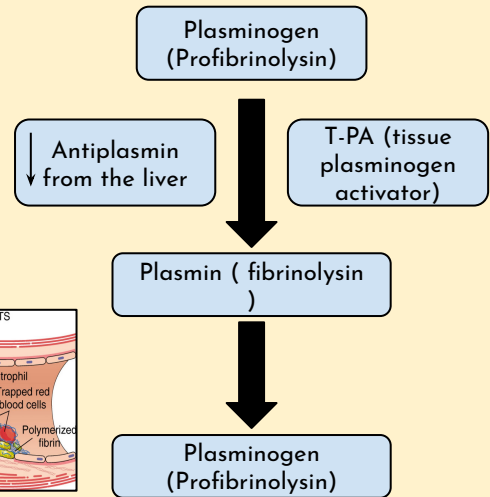 Plasminogen
(Profibrinolysin)
Antiplasmin
from the liver
T-PA (tissue
plasminogen
activator)
Plasmin ( fibrinolysin
)
Trapped red
blood cells
Polymerized
fibrin
Plasminogen
(Profibrinolysin)